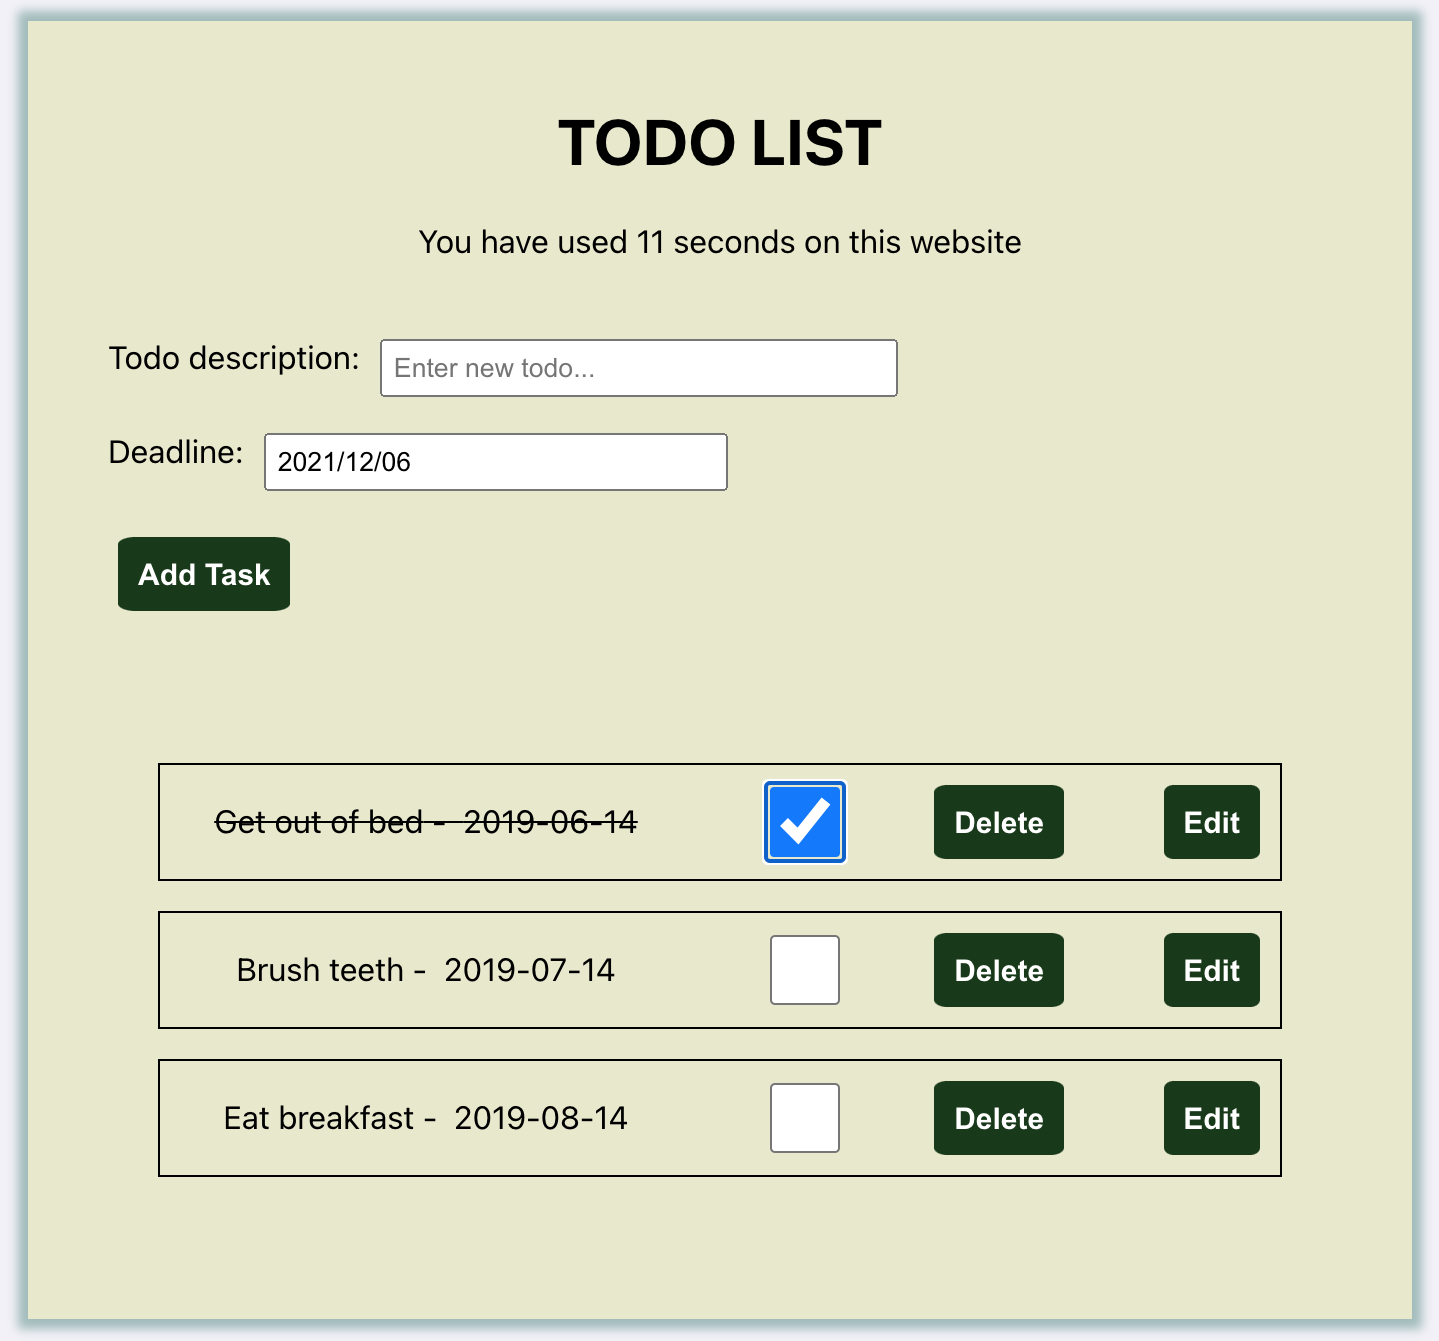 TODO LIST
You have used 11 seconds on this website
Todo description: Enter new todo...
Deadline: 2021/12/06
Add Task
Get out of bed - 2019-06-14 Delete Edit
Brush teeth - 2019-07-14 Delete Edit
Eat breakfast - 2019-08-14 Delete Edit